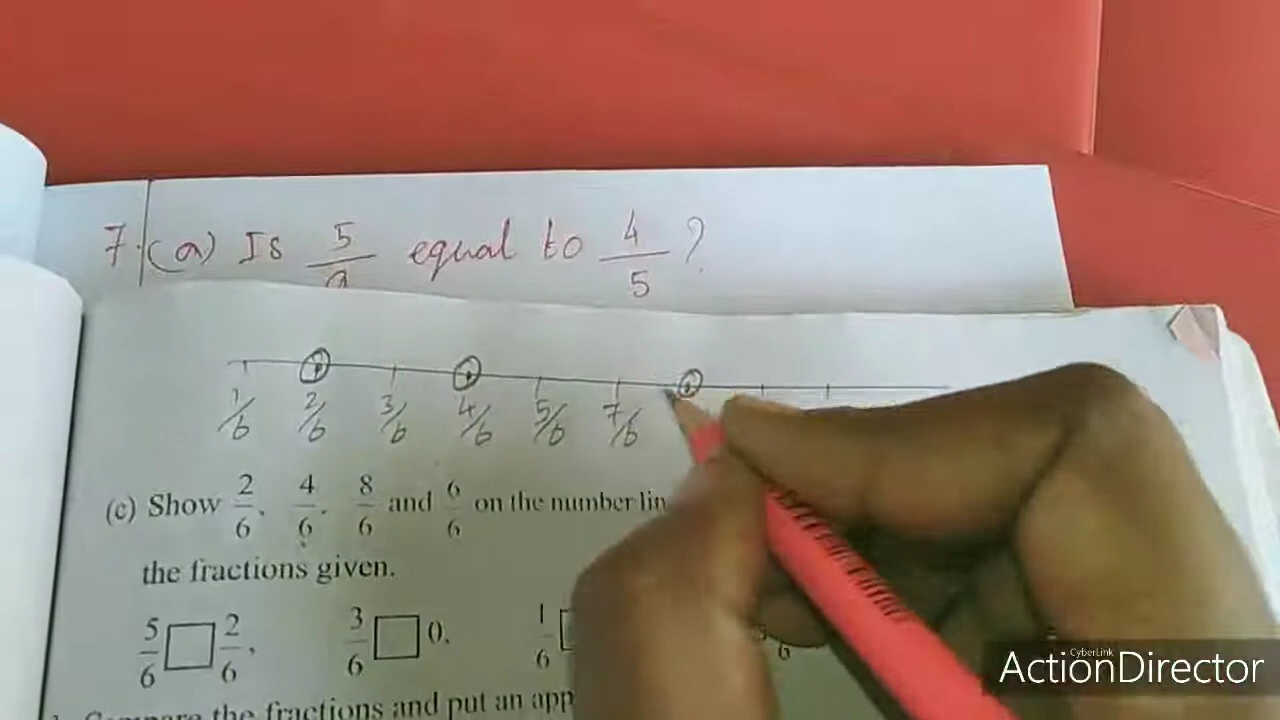 7. (a) Is 5/9 equal to 4/5 ?
1/6 2/6 3/6 4/6 5/6 7/6
(c) Show 2/6, 4/6, 8/6 and 6/6 on the number
the fractions given.
5/6 □ 2/6, 3/6 □ 0, 1/6 6
Compare the fractions and put an
CyberLink
ActionDirector